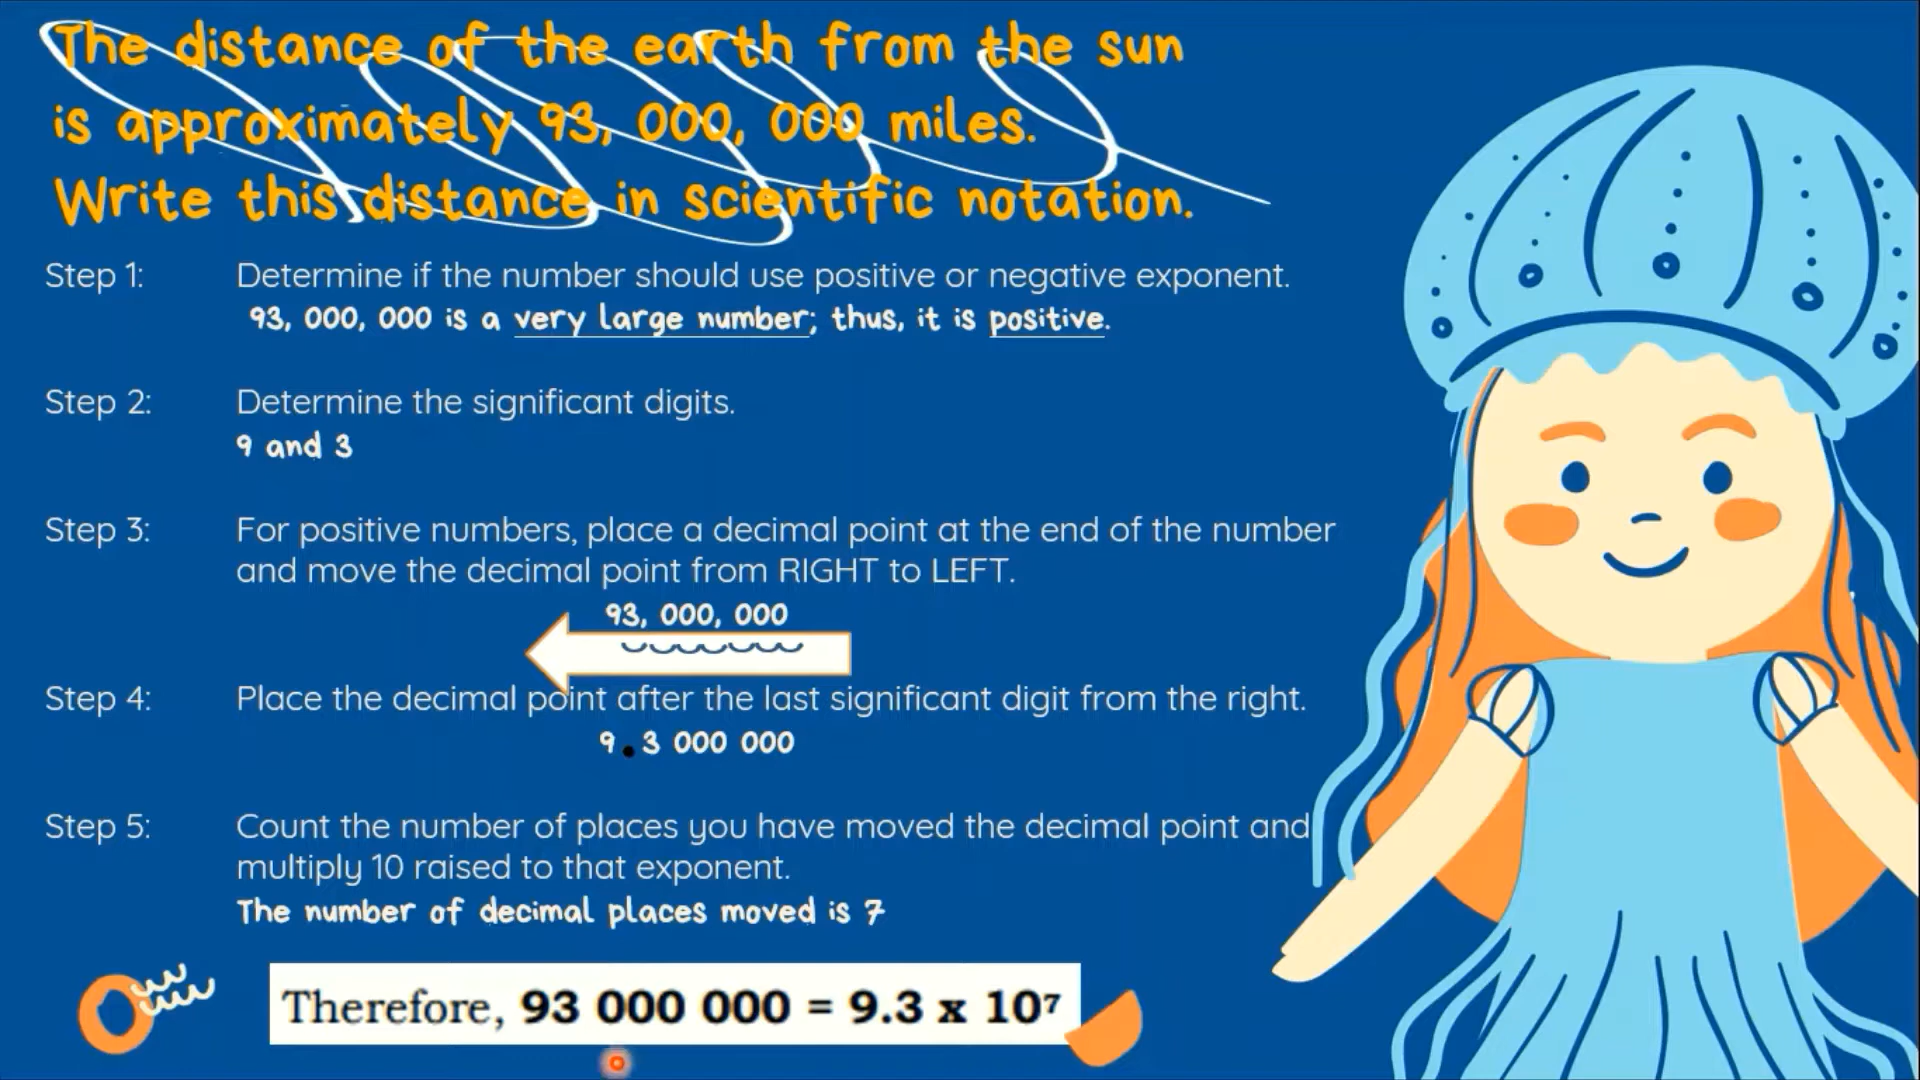 The distance of the earth from the sun
is approximately 93, 000, 000 miles.
Write this distance in scientific notation.
Step 1: Determine if the number should use positive or negative exponent.
93, 000, 000 is a very large number; thus, it is positive.
Step 2: Determine the significant digits.
9 and 3
Step 3: For positive numbers, place a decimal point at the end of the number
and move the decimal point from RIGHT to LEFT.
93, 000, 000
Step 4: Place the decimal point after the last significant digit from the right.
9.3 000 000
Step 5: Count the number of places you have moved the decimal point and
multiply 10 raised to that exponent.
The number of decimal places moved is 7
Therefore, 93 000 000 = 9.3 x 10⁷